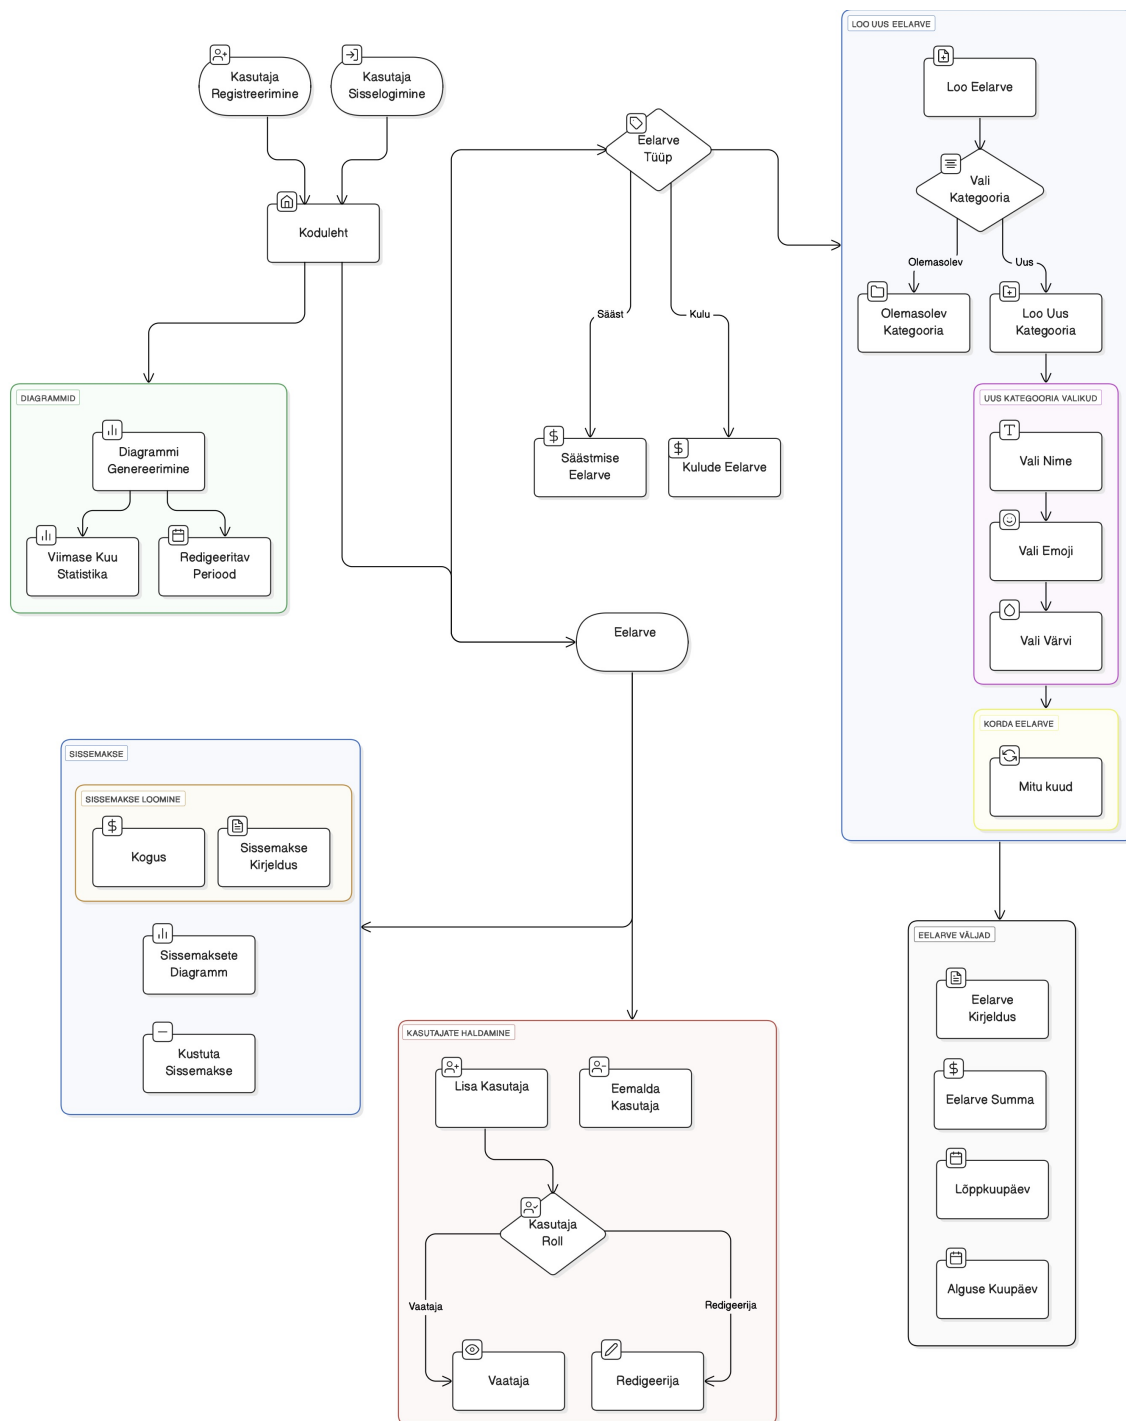 LOO UUS EELARVE
Kasutaja
Registreerimine
Kasutaja
Sisselogimine
Loo Eelarve
Eelarve
Tüüp
Vali
Kategooria
Koduleht
Olemasolev
Uus
Sääst
Kulu
Olemasolev
Kategooria
Loo Uus
Kategooria
DIAGRAMMID
Diagrammi
Genereerimine
Viimase Kuu
Statistika
Redigeeritav
Periood
Säästmise
Eelarve
Kulude Eelarve
UUS KATEGOORIA VALIKUD
Vali Nime
Vali Emoji
Vali Värvi
Eelarve
KORDA EELARVE
Mitu kuud
SISSEMAKSE
SISSEMAKSE LOOMINE
Kogus
Sissemakse
Kirjeldus
Sissemaksete
Diagramm
Kustuta
Sissemakse
EELARVE VÄLJAD
Eelarve
Kirjeldus
Eelarve Summa
Lõppkuupäev
Alguse Kuupäev
KASUTAJATE HALDAMINE
Lisa Kasutaja
Eemalda
Kasutaja
Kasutaja
Roll
Vaataja
Redigeerija
Vaataja
Redigeerija